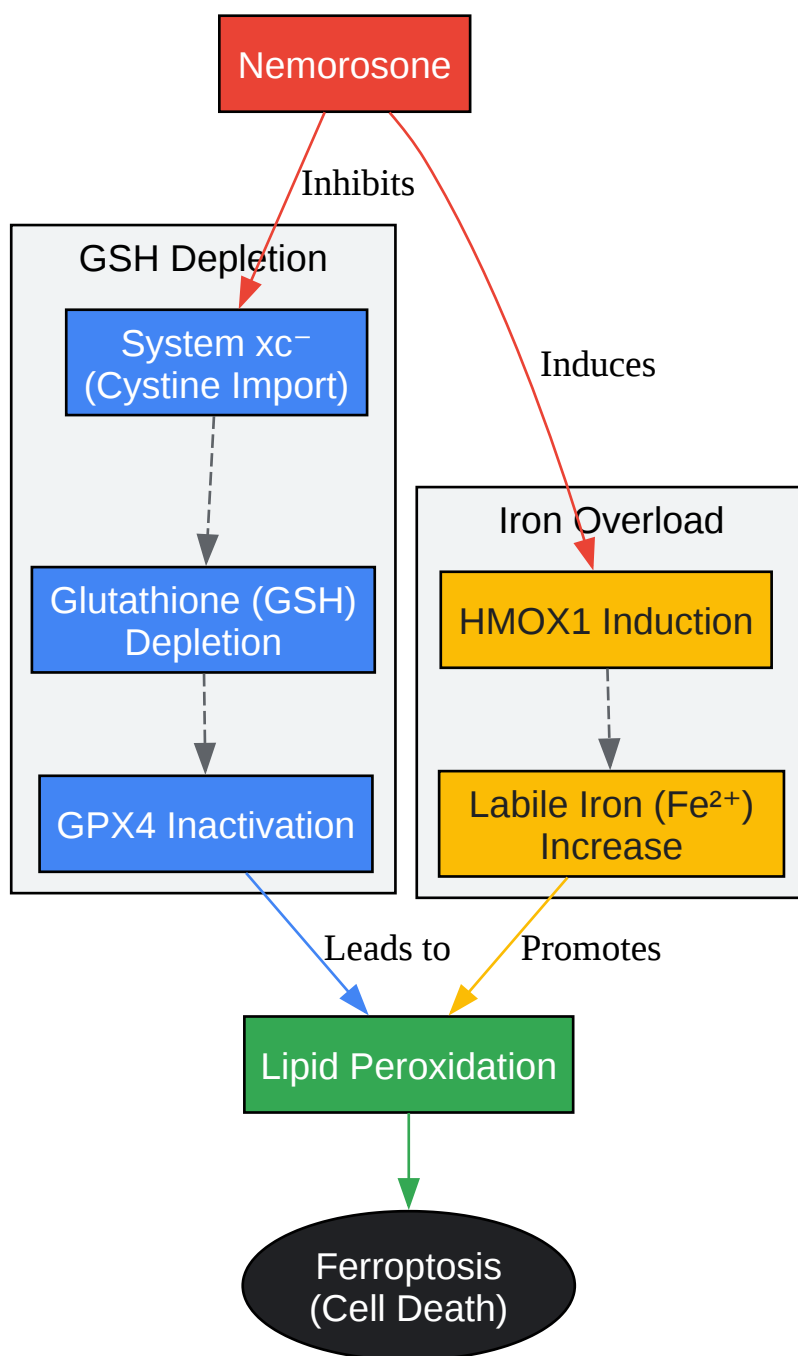 Nemorosone
Inhibits
GSH Depletion
System xc⁻
(Cystine Import)
Induces
Iron Overload
Glutathione (GSH)
Depletion
HMOX1 Induction
GPX4 Inactivation
Labile Iron (Fe²⁺)
Increase
Leads to
Promotes
Lipid Peroxidation
Ferroptosis
(Cell Death)